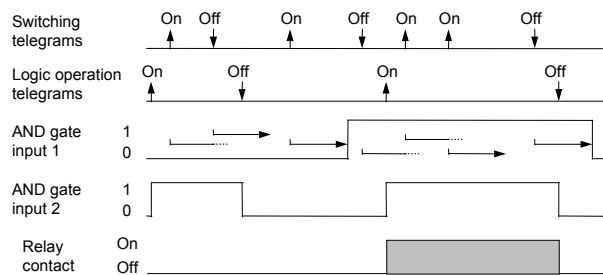 Switching telegrams On Off On Off On On Off
Logic operation telegrams On Off On Off
AND gate input 1 1 0
AND gate input 2 1 0
Relay contact On Off